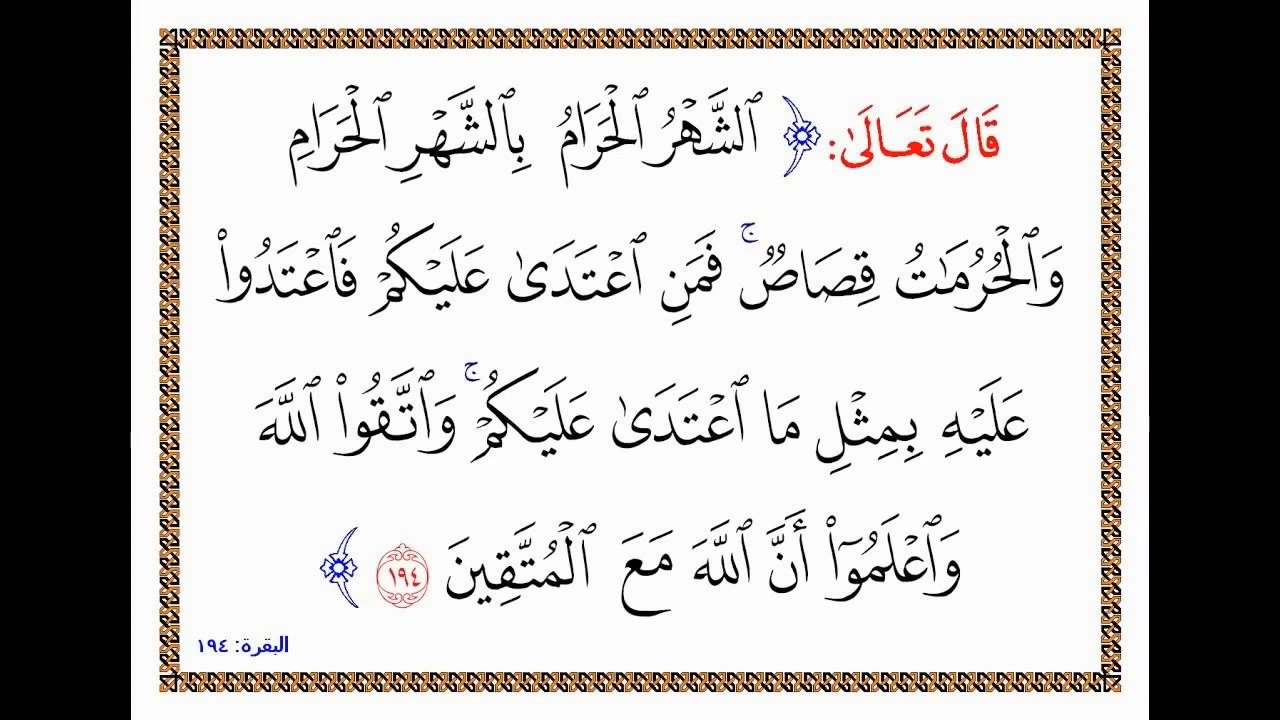 قَالَ تَعَالَىٰ: ﴿ ٱلشَّهْرُ ٱلْحَرَامُ بِٱلشَّهْرِ ٱلْحَرَامِ
وَٱلْحُرُمَٰتُ قِصَاصٌ ۚ فَمَنِ ٱعْتَدَىٰ عَلَيْكُمْ فَٱعْتَدُوا۟
عَلَيْهِ بِمِثْلِ مَا ٱعْتَدَىٰ عَلَيْكُمْ ۚ وَٱتَّقُوا۟ ٱللَّهَ
وَٱعْلَمُوٓا۟ أَنَّ ٱللَّهَ مَعَ ٱلْمُتَّقِينَ ١٩٤ ﴾
البقرة: ١٩٤